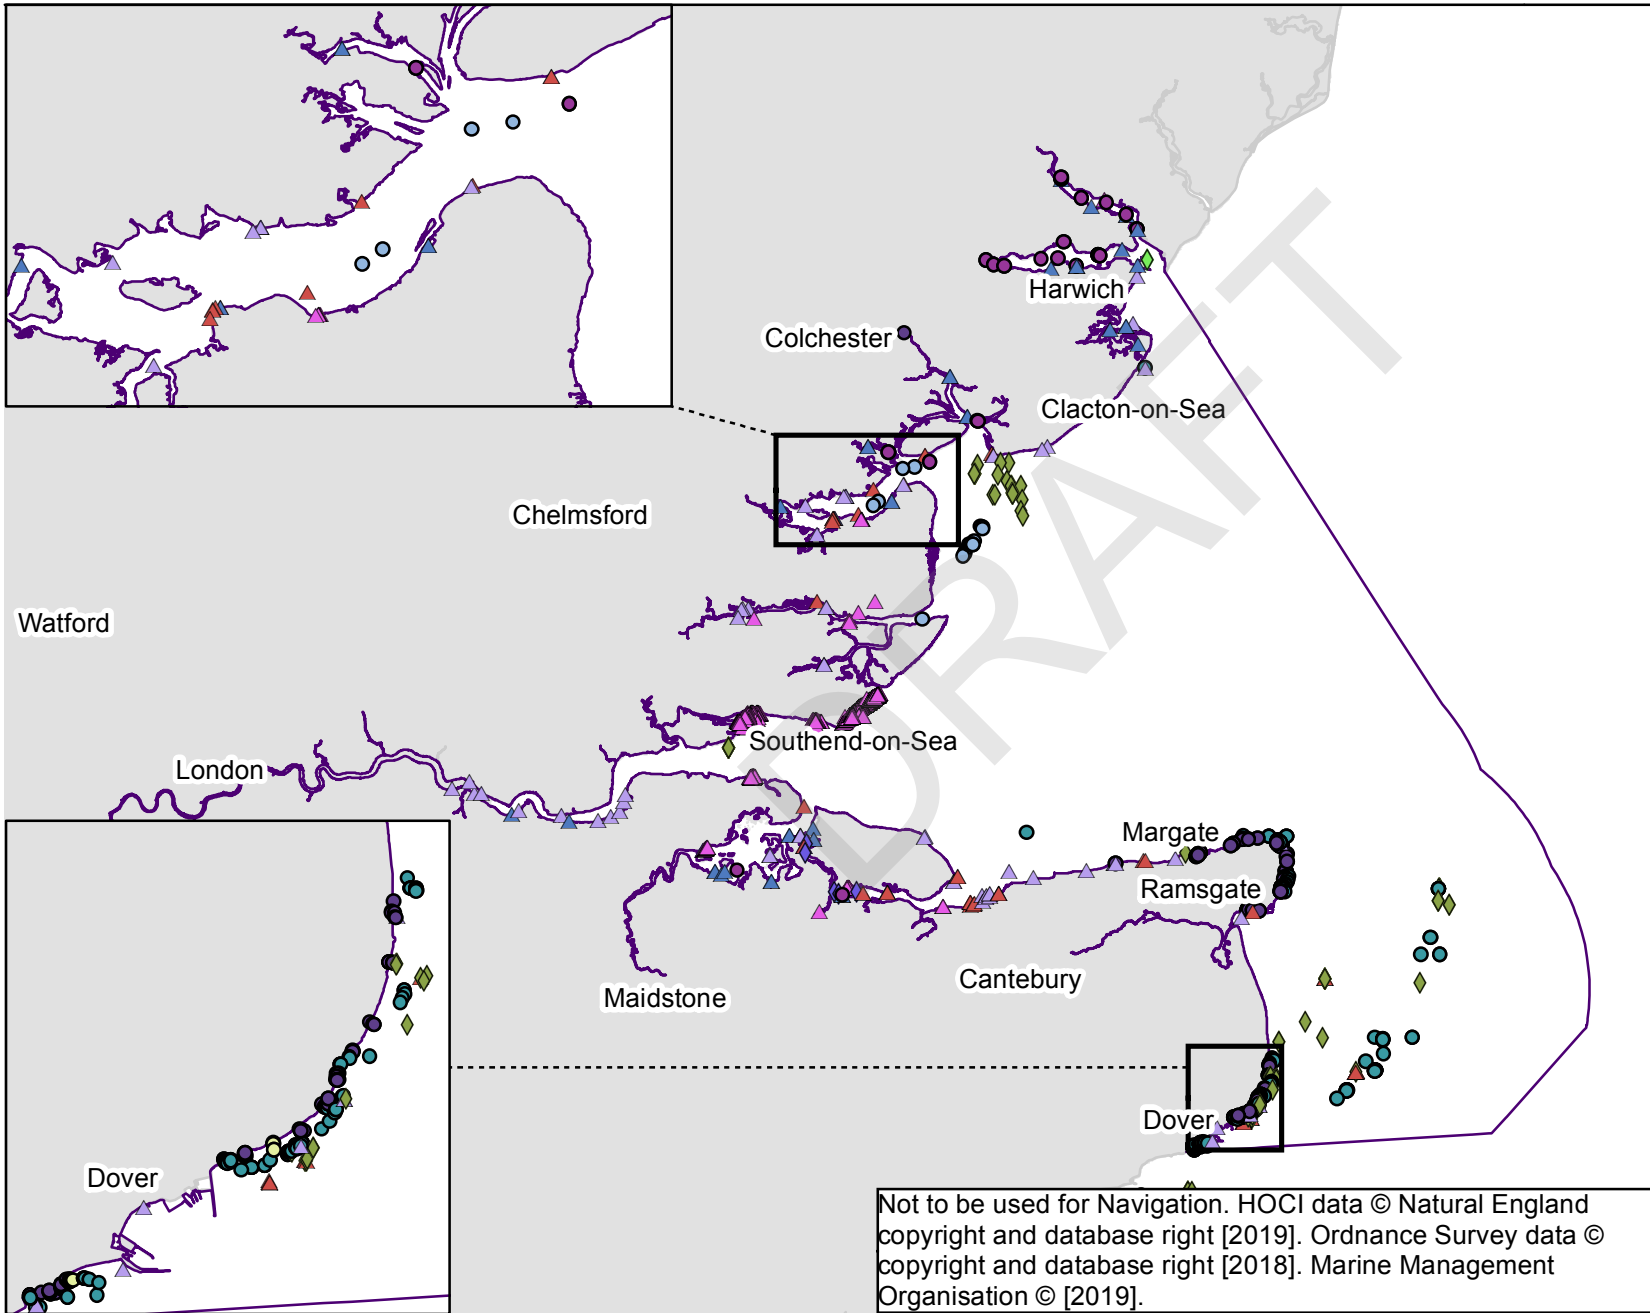 Harwich
Colchester
Clacton-on-Sea
Chelmsford
Watford
Southend-on-Sea
London
Margate
Ramsgate
Cantebury
Maidstone
Dover
Dover
DRAFT
Not to be used for Navigation. HOCI data © Natural England
copyright and database right [2019]. Ordnance Survey data ©
copyright and database right [2018]. Marine Management
Organisation © [2019].